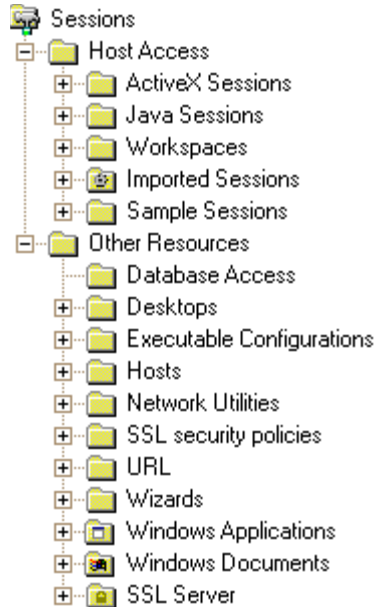 Sessions
Host Access
ActiveX Sessions
Java Sessions
Workspaces
Imported Sessions
Sample Sessions
Other Resources
Database Access
Desktops
Executable Configurations
Hosts
Network Utilities
SSL security policies
URL
Wizards
Windows Applications
Windows Documents
SSL Server